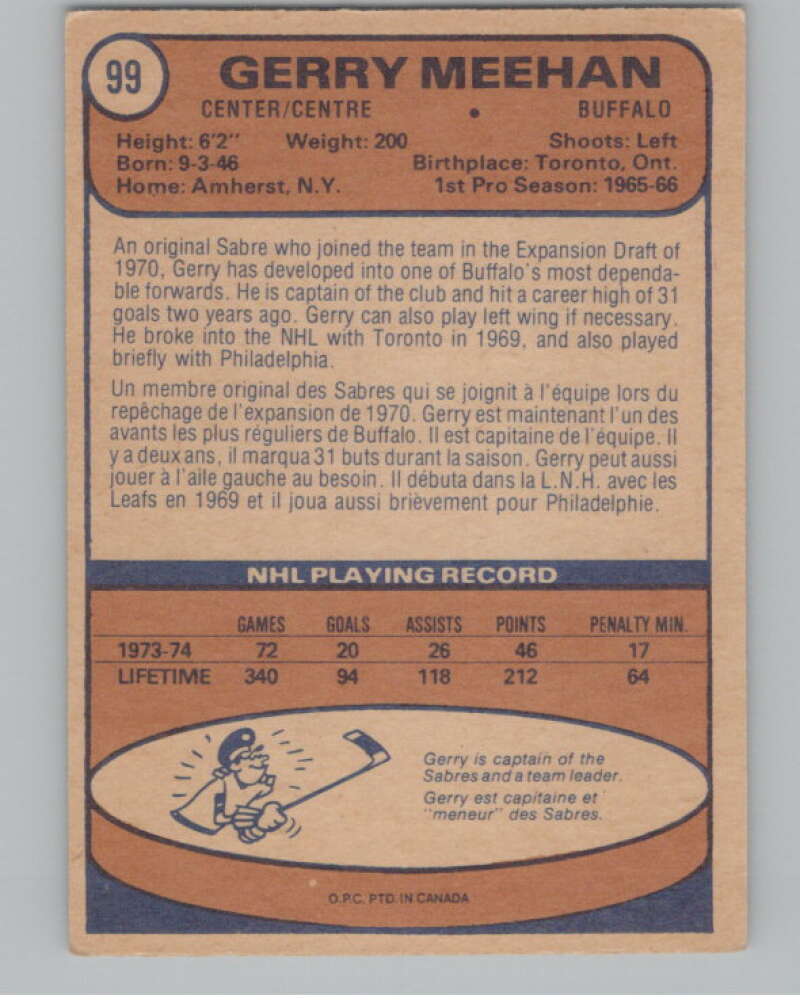 99
GERRY MEEHAN
CENTER/CENTRE • BUFFALO
Height: 6'2" Weight: 200 Shoots: Left
Born: 9-3-46 Birthplace: Toronto, Ont.
Home: Amherst, N.Y. 1st Pro Season: 1965-66
An original Sabre who joined the team in the Expansion Draft of
1970, Gerry has developed into one of Buffalo's most dependa-
ble forwards. He is captain of the club and hit a career high of 31
goals two years ago. Gerry can also play left wing if necessary.
He broke into the NHL with Toronto in 1969, and also played
briefly with Philadelphia.
Un membre original des Sabres qui se joignit à l'équipe lors du
repêchage de l'expansion de 1970. Gerry est maintenant l'un des
avants les plus réguliers de Buffalo. Il est capitaine de l'équipe. Il
y a deux ans, il marqua 31 buts durant la saison. Gerry peut aussi
jouer à l'aile gauche au besoin. Il débuta dans la L.N.H. avec les
Leafs en 1969 et il joua aussi brièvement pour Philadelphie.
NHL PLAYING RECORD
GAMES GOALS ASSISTS POINTS PENALTY MIN.
1973-74 72 20 26 46 17
LIFETIME 340 94 118 212 64
Gerry is captain of the
Sabres and a team leader.
Gerry est capitaine et
"meneur" des Sabres.
O.P.C. PTD. IN CANADA